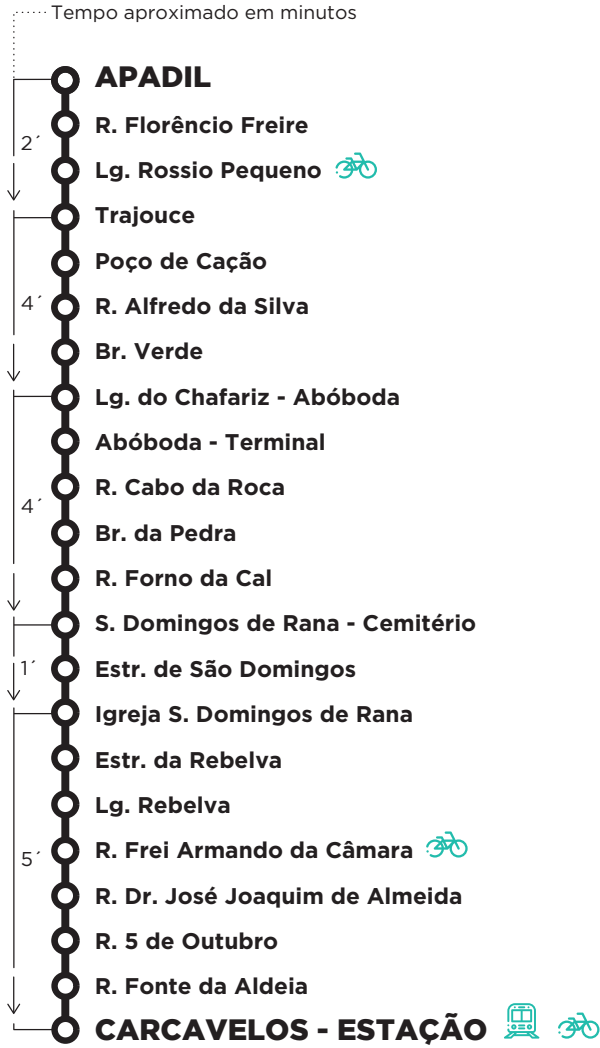 Tempo aproximado em minutos
APADIL
R. Florêncio Freire
2´
Lg. Rossio Pequeno
Trajouce
Poço de Cação
4´
R. Alfredo da Silva
Br. Verde
Lg. do Chafariz - Abóboda
Abóboda - Terminal
R. Cabo da Roca
4´
Br. da Pedra
R. Forno da Cal
S. Domingos de Rana - Cemitério
1´
Estr. de São Domingos
Igreja S. Domingos de Rana
Estr. da Rebelva
Lg. Rebelva
R. Frei Armando da Câmara
5´
R. Dr. José Joaquim de Almeida
R. 5 de Outubro
R. Fonte da Aldeia
CARCAVELOS - ESTAÇÃO